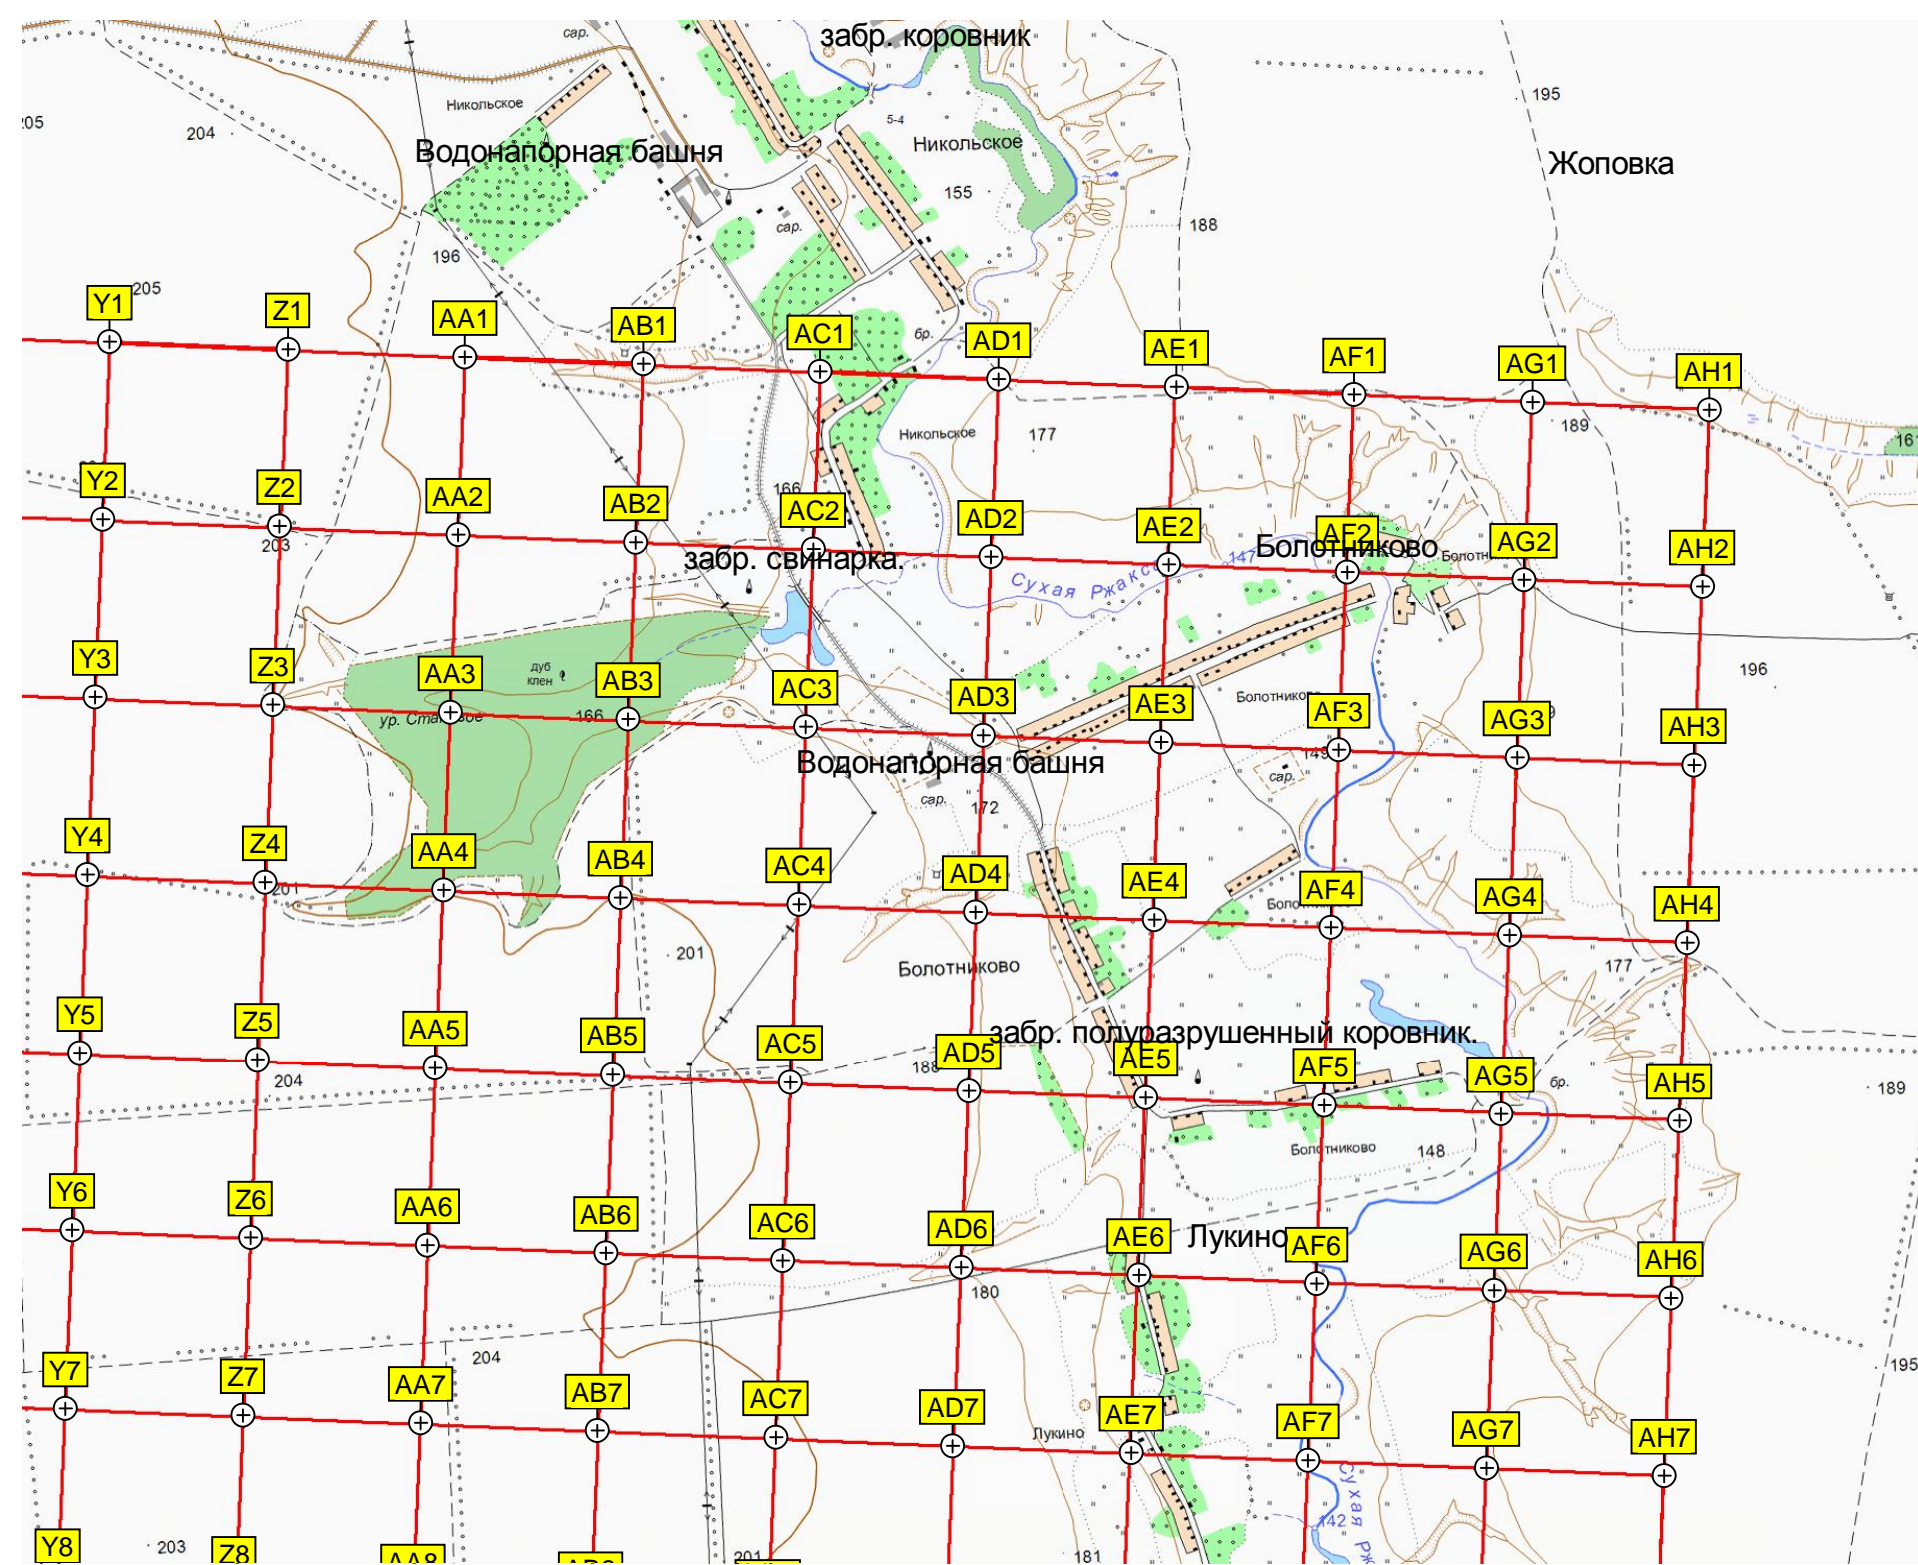 забр. коровник
сар.
195
Никольское
205
204
5-4
Никольское
Водонапорная башня
Жоповка
155
188
сар.
196
205
Y1
Z1
AA1
AB1
AC1
бр.
AD1
AE1
AF1
AG1
AH1
189
161
Никольское
177
Y2
Z2
AA2
AB2
166
AC2
AD2
AE2
AF2
AG2
AH2
203
забр. свинарка.
147
Болотниково
Сухая Ржакса
196
Y3
Z3
AA3
дуб
клен
AB3
AC3
AD3
AE3
Болотниково
AF3
AG3
AH3
166
149
Водонапорная башня
сар.
сар.
172
Y4
Z4
AA4
AB4
AC4
AD4
AE4
AF4
AG4
AH4
201
201
Болотниково
177
Y5
Z5
AA5
AB5
AC5
забр. полуразрушенный коровник.
AD5
AE5
AF5
AG5
AH5
188
204
бр.
189
Болотниково
148
Y6
Z6
AA6
AB6
AC6
AD6
AE6
Лукино
AF6
AG6
AH6
180
204
195
Y7
Z7
AA7
AB7
AC7
AD7
AE7
AF7
AG7
AH7
Лукино
Сухая
142
Y8
203
Z8
AA8
201
181